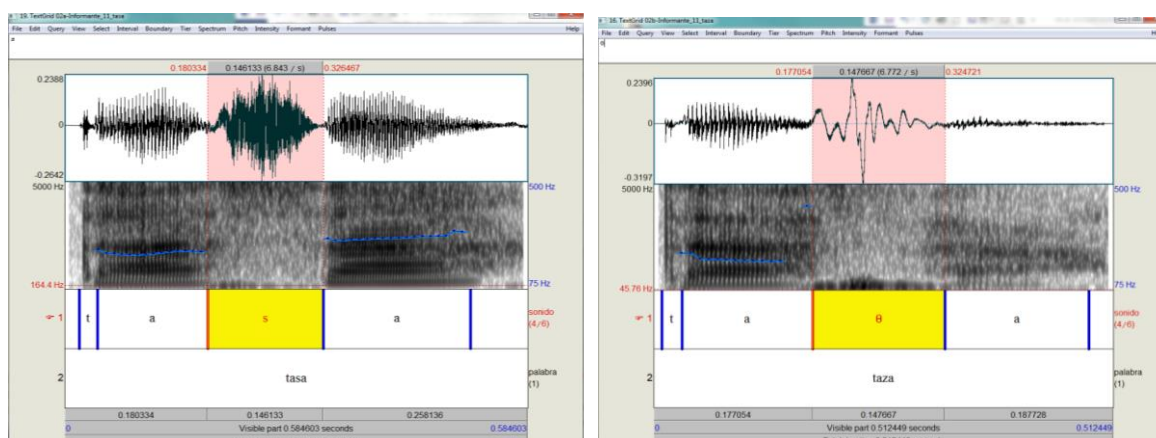 19. TextGrid 02a-Informante_11_tasa
File Edit Query View Select Interval Boundary Tier Spectrum Pitch Intensity Formant Pulses Help
s
0.180334 0.146133 (6.843 / s) 0.326467
0.2388
0
-0.2642
5000 Hz 500 Hz
164.4 Hz 75 Hz
1 t a s a sonido (4/6)
2 tasa palabra (1)
0.180334 0.146133 0.258136
0 Visible part 0.584603 seconds 0.584603
16. TextGrid 02b-Informante_11_tasa
File Edit Query View Select Interval Boundary Tier Spectrum Pitch Intensity Formant Pulses
θ
0.177054 0.147667 (6.772 / s) 0.324721
0.2396
0
-0.3197
5000 Hz 500 Hz
45.76 Hz 75 Hz
1 t a θ a sonido (4/6)
2 taza palabra (1)
0.177054 0.147667 0.187728
0 Visible part 0.512449 seconds 0.512449